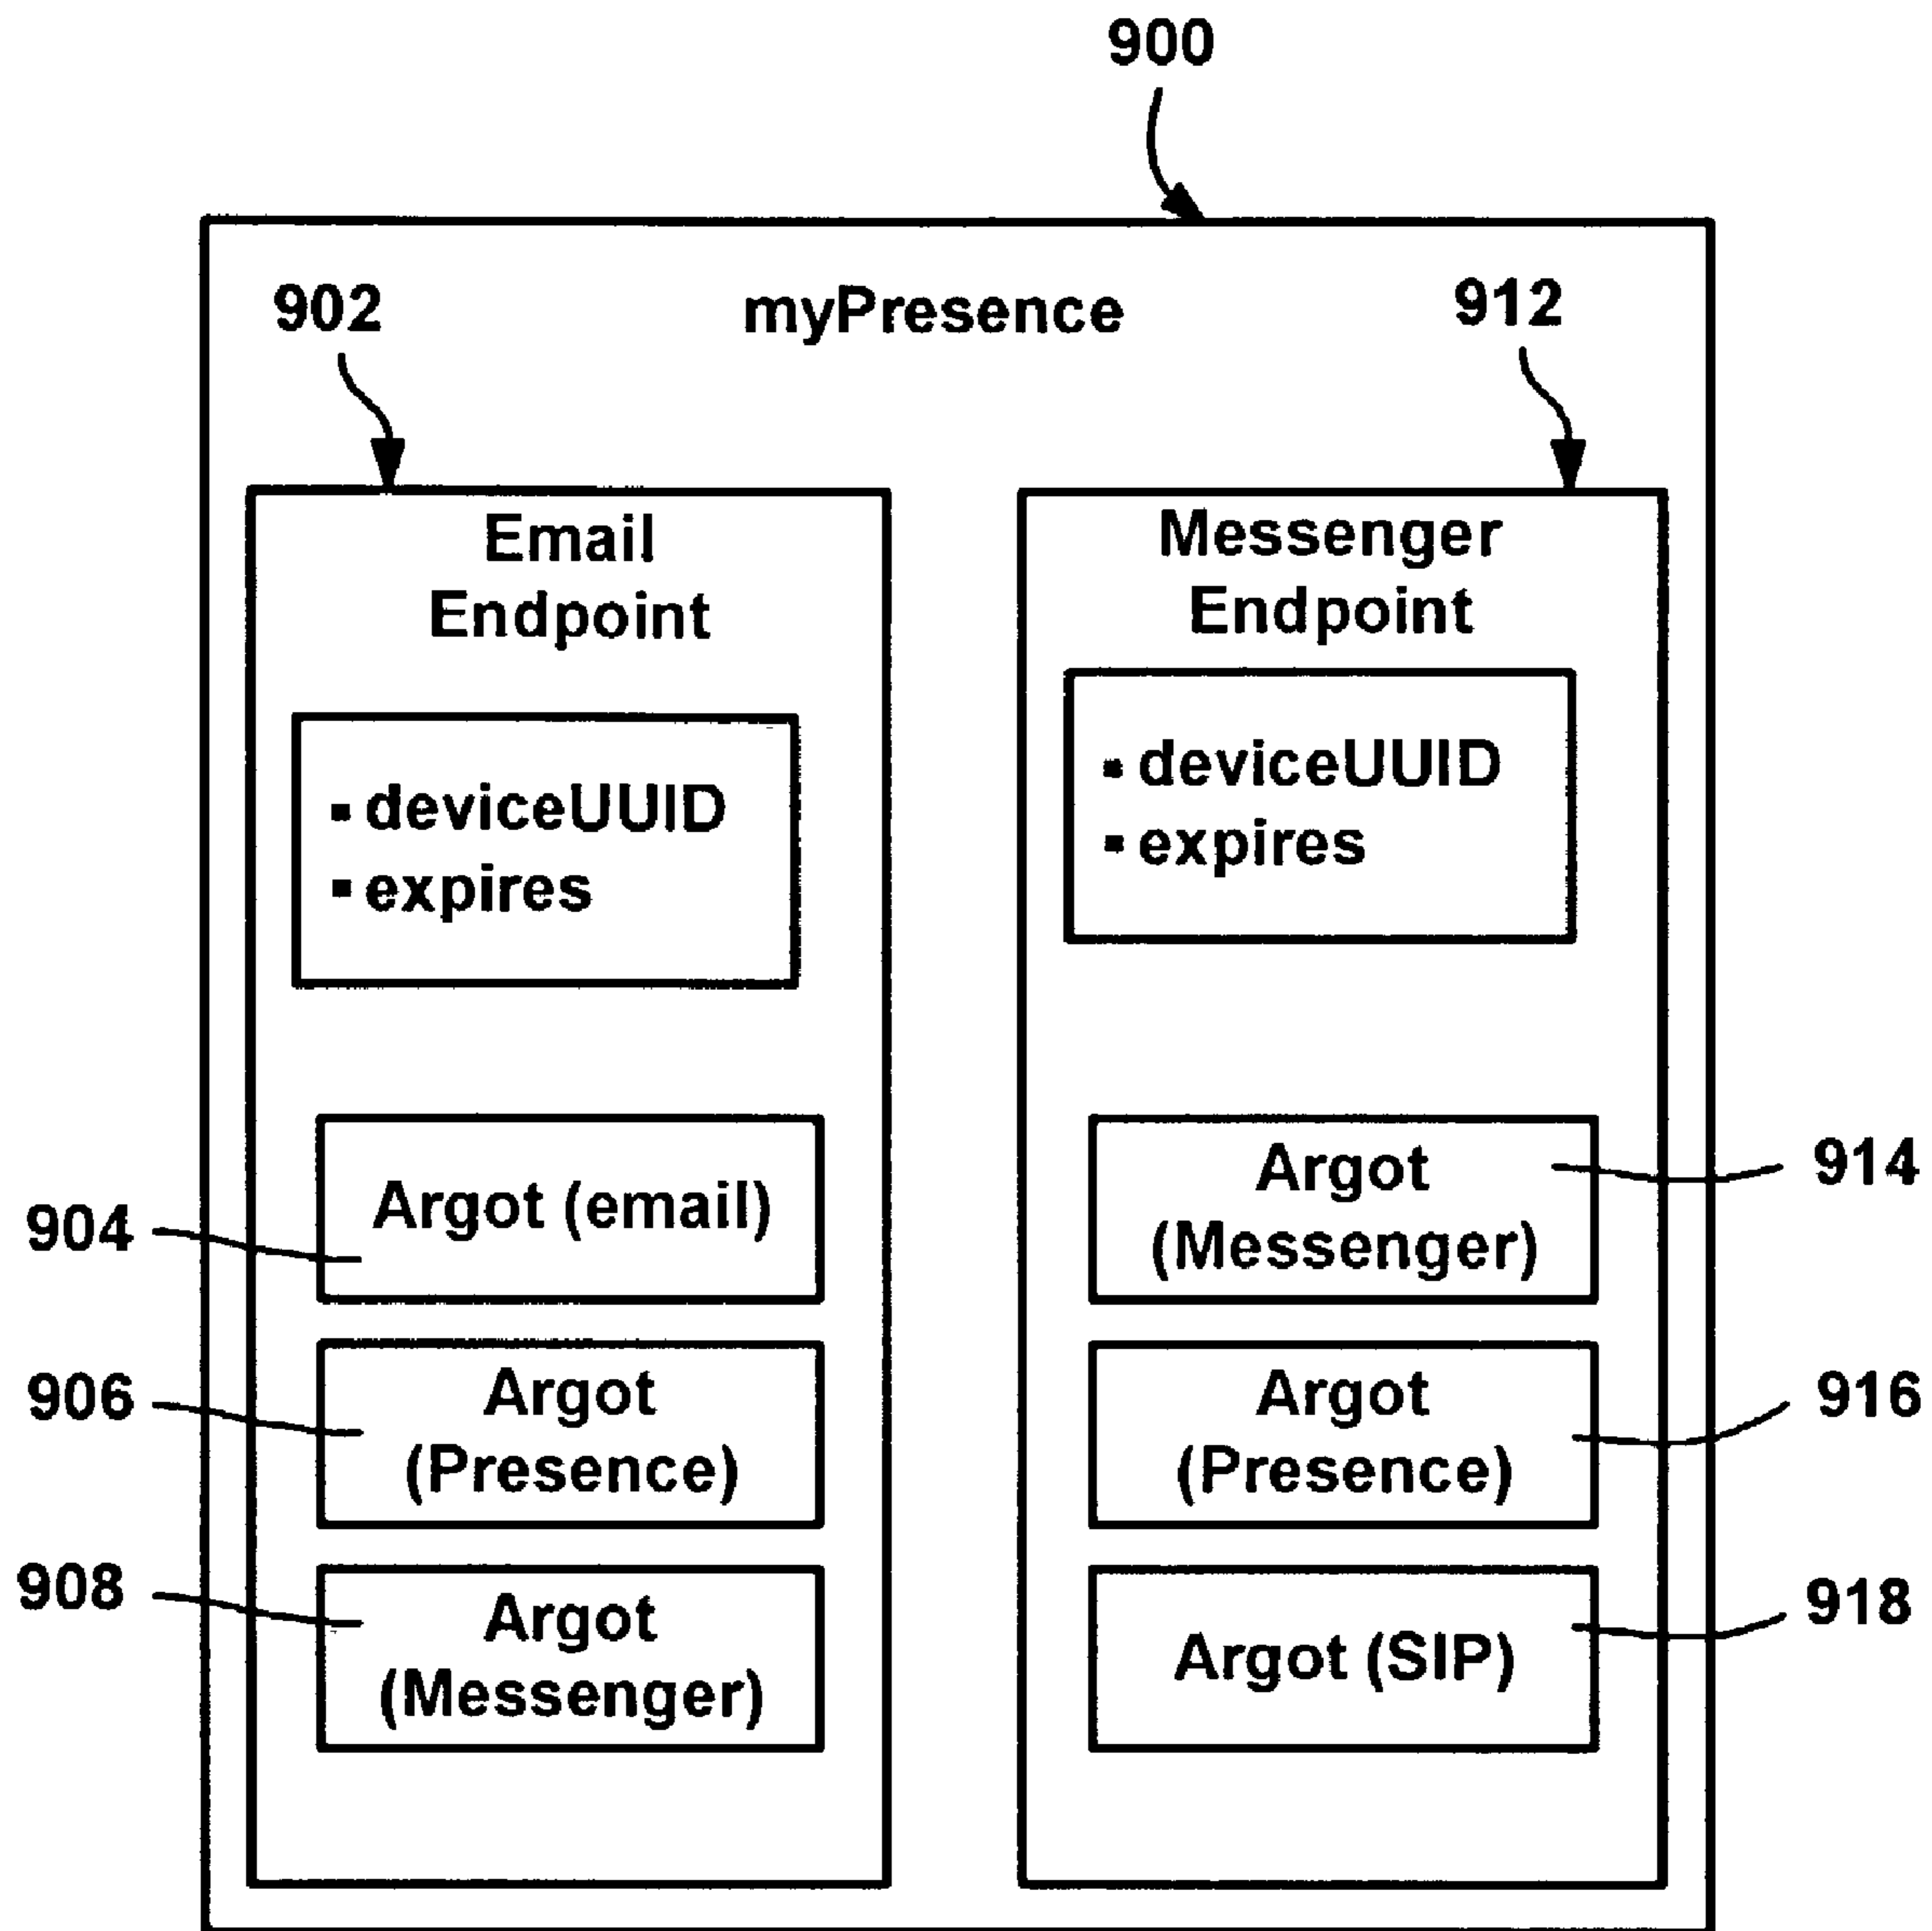 900
myPresence
902
912
Email
Endpoint
▪ deviceUUID
▪ expires
Messenger
Endpoint
▪ deviceUUID
▪ expires
904
Argot (email)
906
Argot
(Presence)
908
Argot
(Messenger)
Argot
(Messenger)
914
Argot
(Presence)
916
Argot (SIP)
918